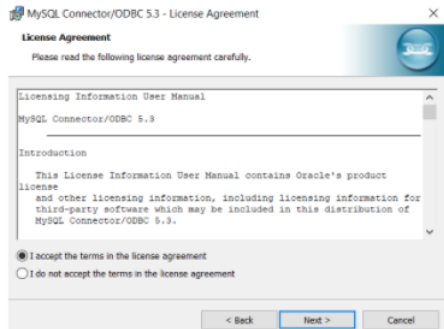 MySQL Connector/ODBC 5.3 - License Agreement
License Agreement
Please read the following license agreement carefully.
Licensing Information User Manual
MySQL Connector/ODBC 5.3
Introduction
This License Information User Manual contains Oracle's product
license
and other licensing information, including licensing information for
third-party software which may be included in this distribution of
MySQL Connector/ODBC 5.3.
I accept the terms in the license agreement
I do not accept the terms in the license agreement
< Back
Next >
Cancel